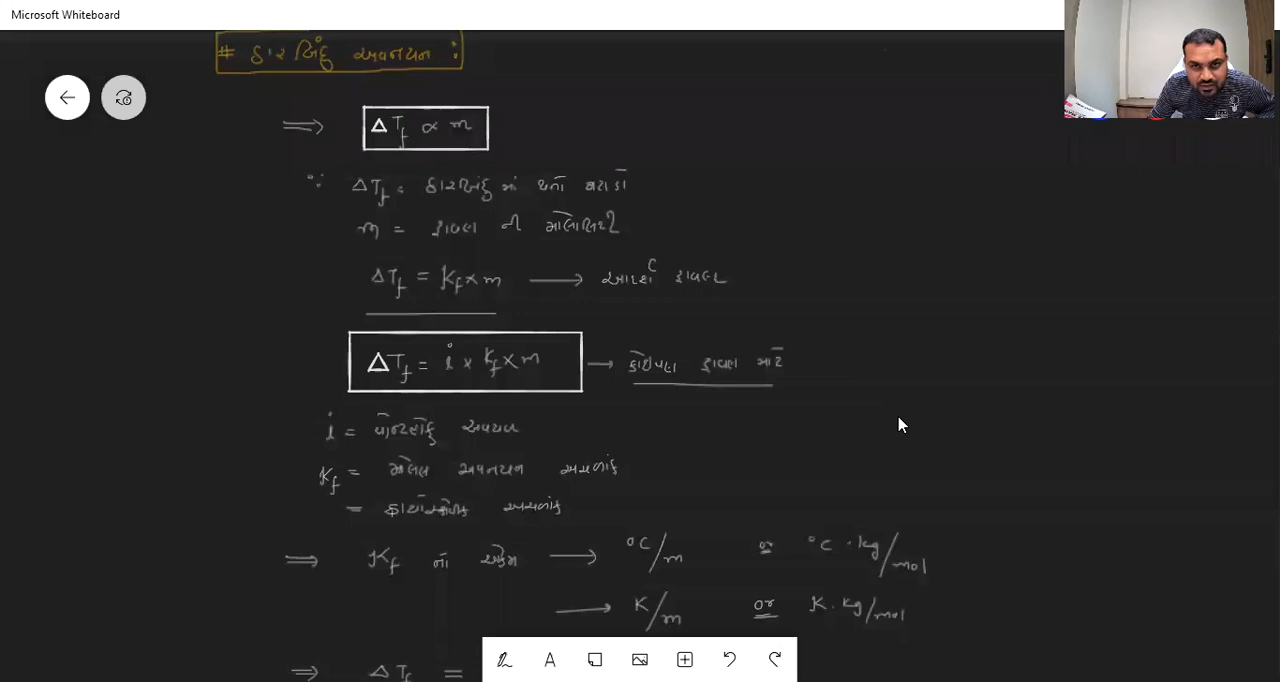 Microsoft Whiteboard
# ઠારબિંદુ અવનયન :
⟹ ΔTf ∝ m
∵ ΔTf = ઠારબિંદુ માં થતો ઘટાડો
m = દ્રાવણ ની મોલાલિટી
ΔTf = Kf × m ⟶ આદર્શ દ્રાવણ
ΔTf = i × Kf × m → કોઈપણ દ્રાવણ માટે
i = વોન્ટહોફ અવયવ
Kf = મોલલ અવનયન અચળાંક
= ક્રાયોસ્કોપીક અચળાંક
⟹ Kf નો એકમ ⟶ °C/m or °C·kg/mol
⟶ K/m or K·kg/mol
⟹ ΔTf =
A